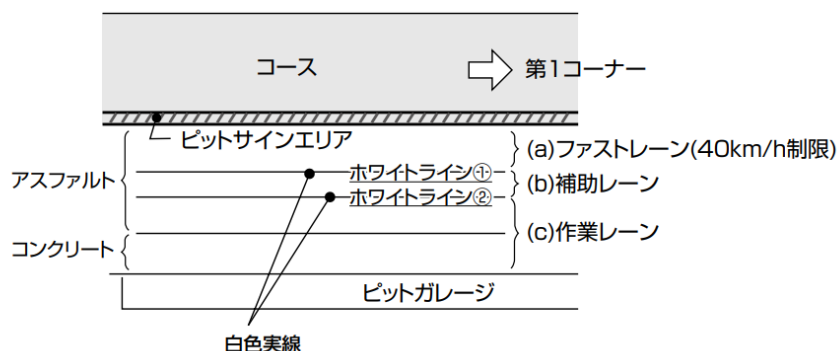 コース
第1コーナー
ピットサインエリア
(a)ファストレーン(40km/h制限)
アスファルト
ホワイトライン①
(b)補助レーン
ホワイトライン②
(c)作業レーン
コンクリート
ピットガレージ
白色実線